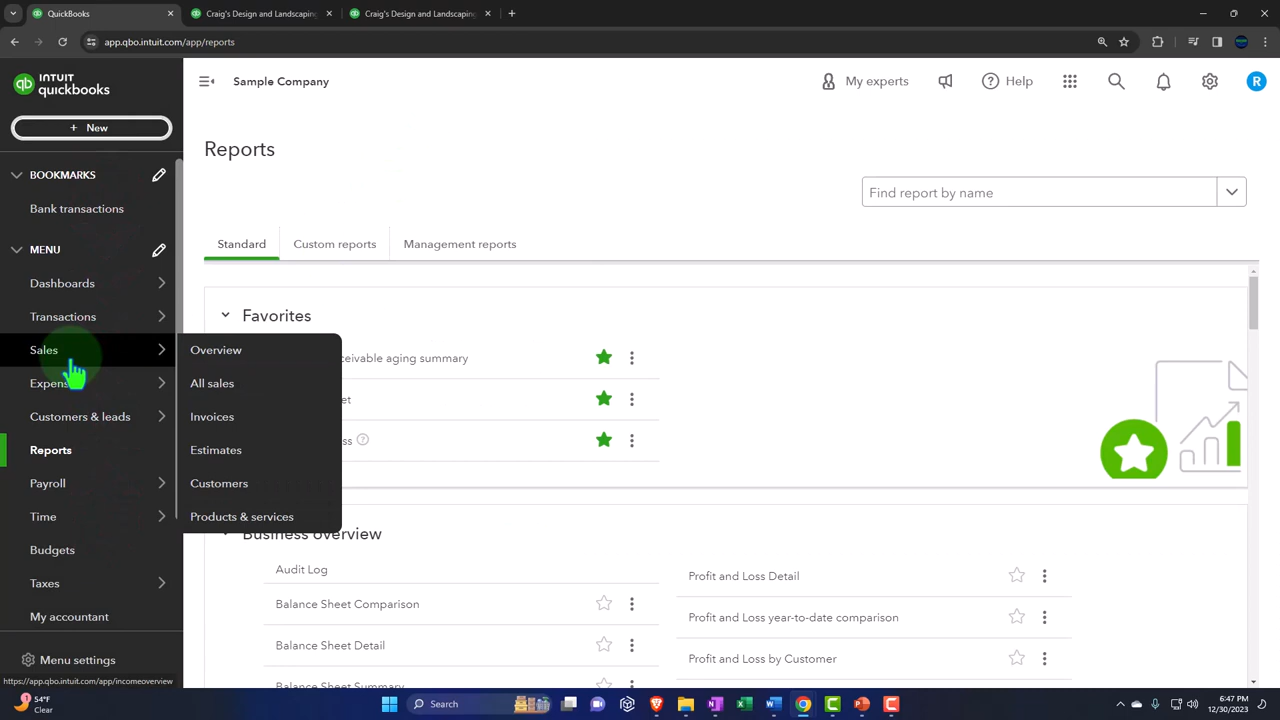 QuickBooks
Craig's Design and Landscaping
Craig's Design and Landscaping
app.qbo.intuit.com/app/reports
INTUIT
quickbooks
Sample Company
My experts
Help
R
+ New
Reports
BOOKMARKS
Find report by name
Bank transactions
Standard
Custom reports
Management reports
MENU
Dashboards
Favorites
Transactions
Sales
Overview
eivable aging summary
Expens
All sales
et
Customers & leads
Invoices
ss
Reports
Estimates
Payroll
Customers
Time
Products & services
Business overview
Budgets
Audit Log
Profit and Loss Detail
Taxes
Balance Sheet Comparison
Profit and Loss year-to-date comparison
My accountant
Balance Sheet Detail
Profit and Loss by Customer
Menu settings
https://app.qbo.intuit.com/app/incomeoverview
Balance Sheet Summary
54°F
Clear
Search
6:47 PM
12/30/2023